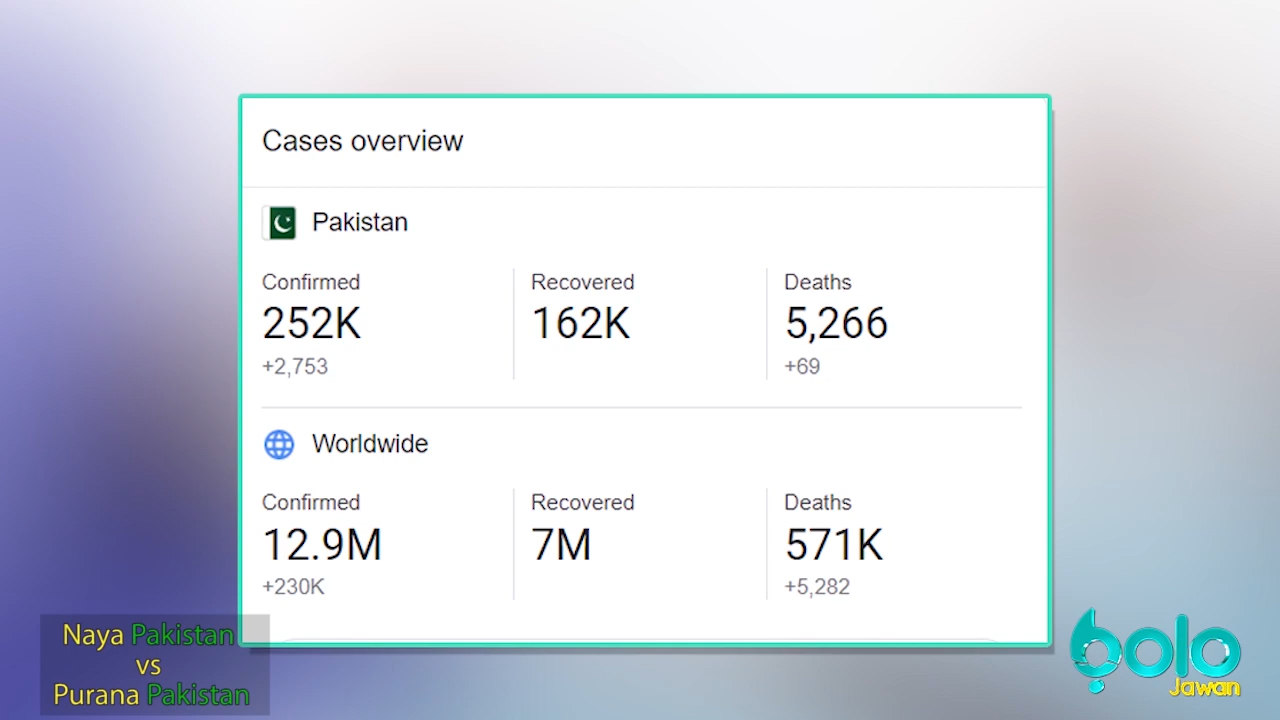 Cases overview
Pakistan
Confirmed Recovered Deaths
252K 162K 5,266
+2,753 +69
Worldwide
Confirmed Recovered Deaths
12.9M 7M 571K
+230K +5,282
Naya Pakistan
vs
Purana Pakistan
bolo
Jawan